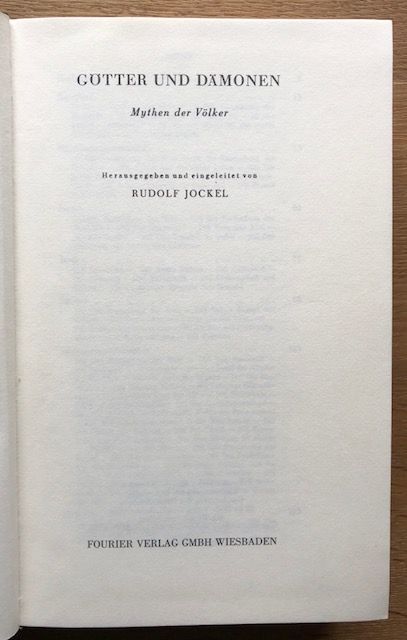 GÖTTER UND DÄMONEN
Mythen der Völker
Herausgegeben und eingeleitet von
RUDOLF JOCKEL
FOURIER VERLAG GMBH WIESBADEN